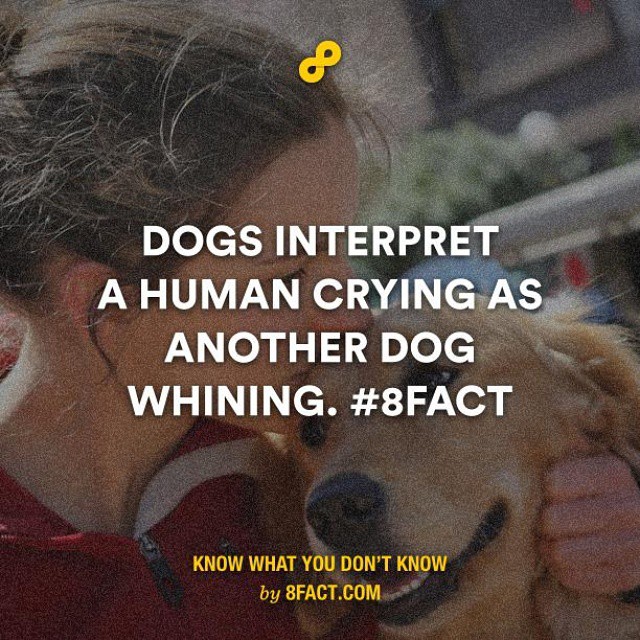 DOGS INTERPRET
A HUMAN CRYING AS
ANOTHER DOG
WHINING. #8FACT
KNOW WHAT YOU DON'T KNOW
by 8FACT.COM